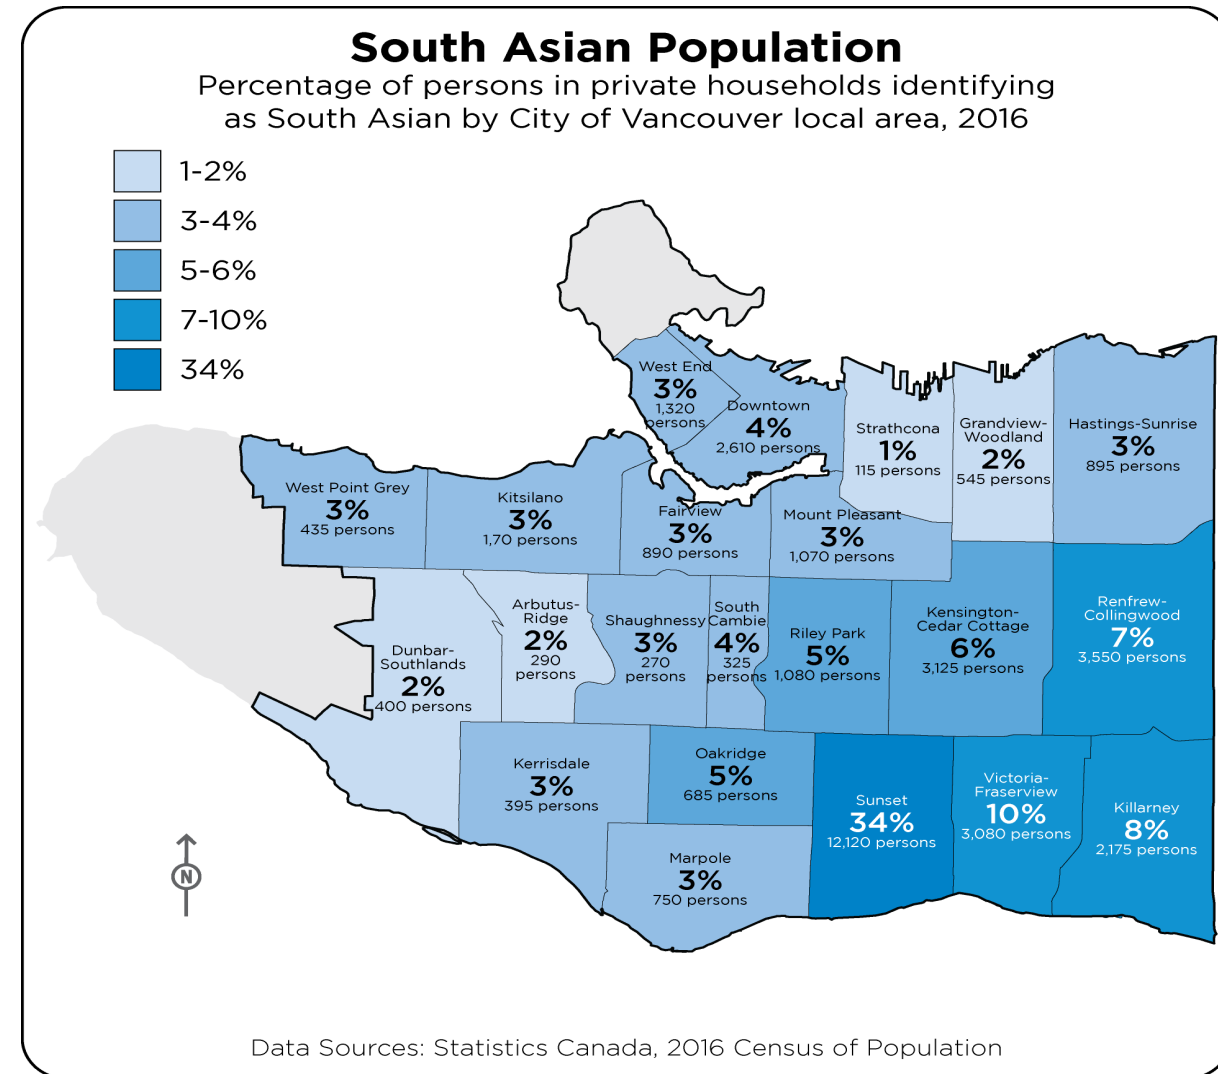 South Asian Population
Percentage of persons in private households identifying
as South Asian by City of Vancouver local area, 2016
1-2%
3-4%
5-6%
7-10%
34%
West End
3%
1,320
persons
Downtown
4%
2,610 persons
Strathcona
1%
115 persons
Grandview-
Woodland
2%
545 persons
Hastings-Sunrise
3%
895 persons
West Point Grey
3%
435 persons
Kitsilano
3%
1,70 persons
Fairview
3%
890 persons
Mount Pleasant
3%
1,070 persons
Dunbar-
Southlands
2%
400 persons
Arbutus-
Ridge
2%
290
persons
Shaughnessy
3%
270
persons
South
Cambie
4%
325
persons
Riley Park
5%
1,080 persons
Kensington-
Cedar Cottage
6%
3,125 persons
Renfrew-
Collingwood
7%
3,550 persons
Kerrisdale
3%
395 persons
Oakridge
5%
685 persons
Marpole
3%
750 persons
Sunset
34%
12,120 persons
Victoria-
Fraserview
10%
3,080 persons
Killarney
8%
2,175 persons
N
Data Sources: Statistics Canada, 2016 Census of Population